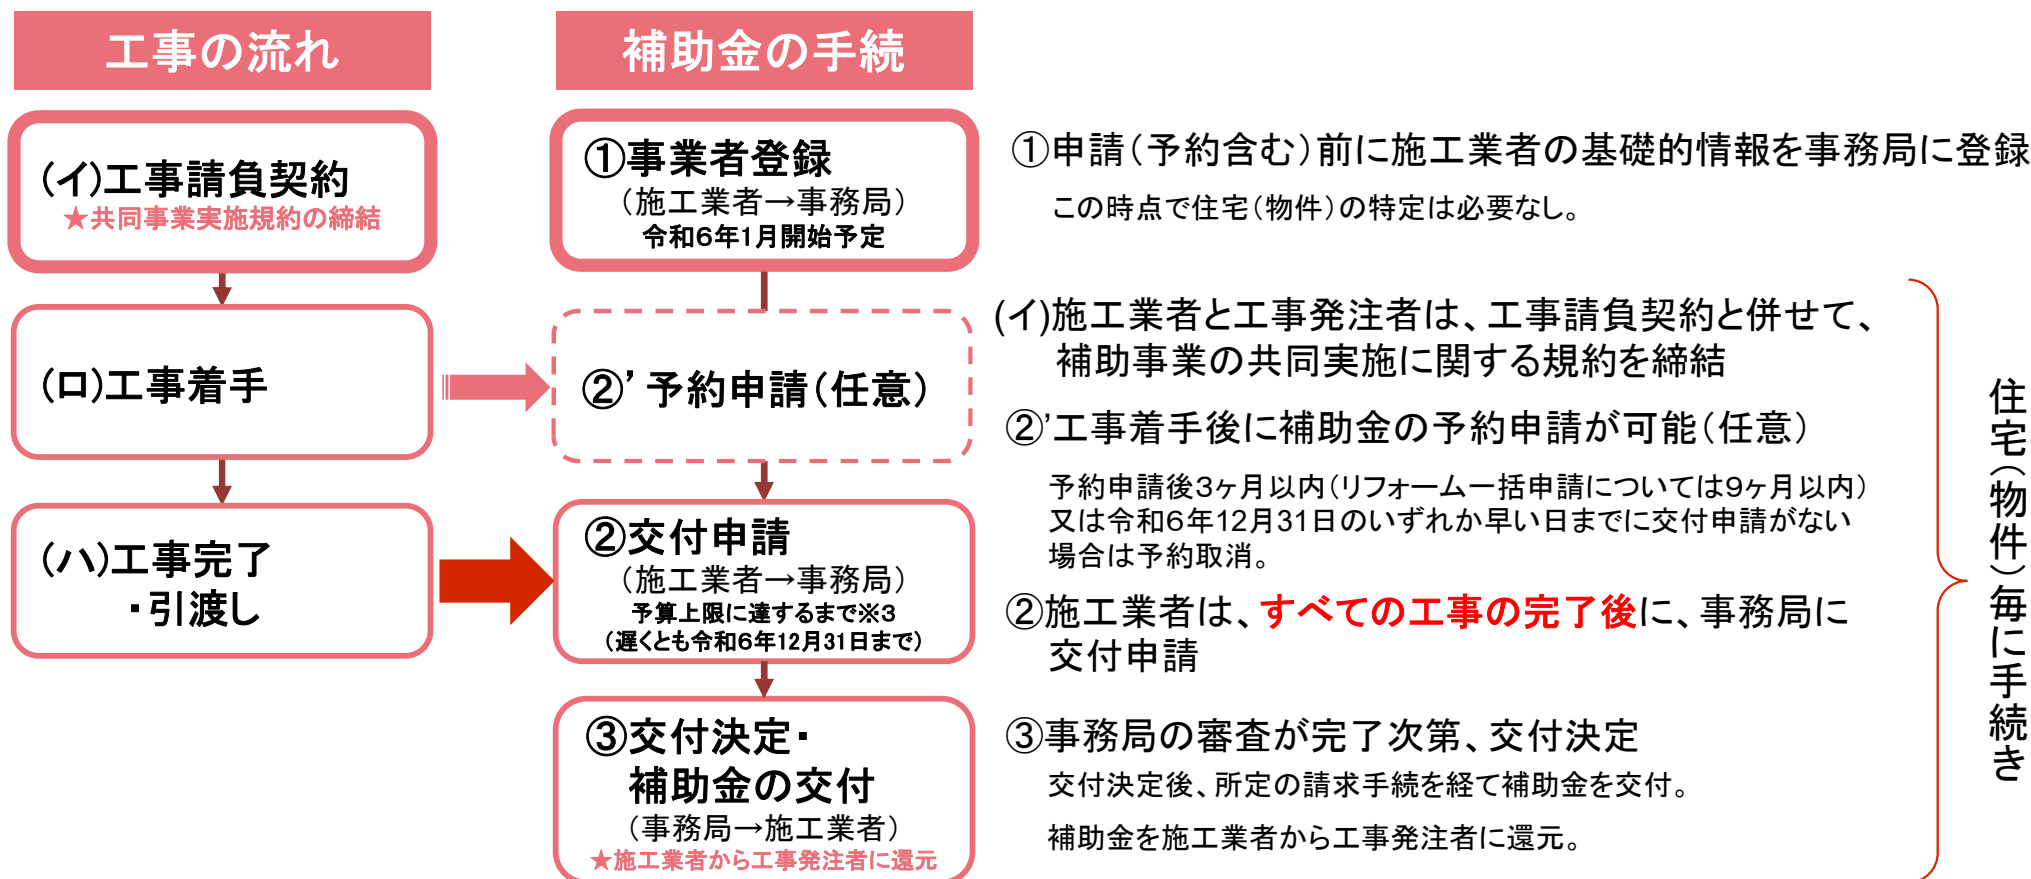 工事の流れ
(イ)工事請負契約
★共同事業実施規約の締結
(ロ)工事着手
(ハ)工事完了
・引渡し
補助金の手続
①事業者登録
（施工業者→事務局）
令和6年1月開始予定
②’予約申請（任意）
②交付申請
（施工業者→事務局）
予算上限に達するまで※3
（遅くとも令和6年12月31日まで）
③交付決定・
補助金の交付
（事務局→施工業者）
★施工業者から工事発注者に還元
①申請（予約含む）前に施工業者の基礎的情報を事務局に登録
この時点で住宅（物件）の特定は必要なし。
(イ)施工業者と工事発注者は、工事請負契約と併せて、
補助事業の共同実施に関する規約を締結
②’工事着手後に補助金の予約申請が可能（任意）
予約申請後3ヶ月以内（リフォーム一括申請については9ヶ月以内）
又は令和6年12月31日のいずれか早い日までに交付申請がない
場合は予約取消。
②施工業者は、すべての工事の完了後に、事務局に
交付申請
③事務局の審査が完了次第、交付決定
交付決定後、所定の請求手続を経て補助金を交付。
補助金を施工業者から工事発注者に還元。
住宅（物件）毎に手続き